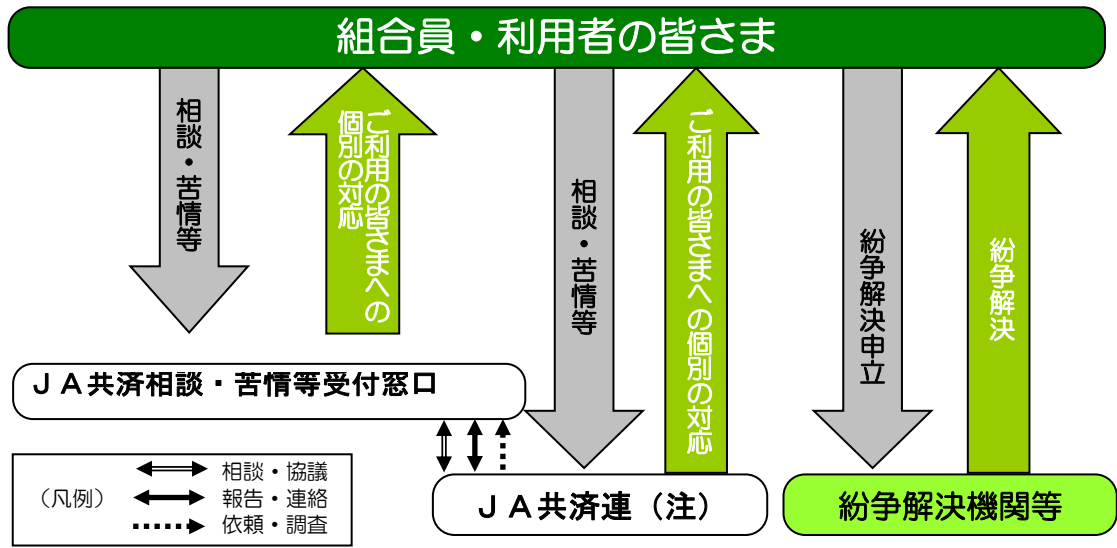 組合員・利用者の皆さま
相談・苦情等
ご利用の皆さまへの
個別の対応
相談・苦情等
ご利用の皆さまへの個別の対応
紛争解決申立
紛争解決
ＪＡ共済相談・苦情等受付窓口
（凡例）
相談・協議
報告・連絡
依頼・調査
ＪＡ共済連（注）
紛争解決機関等